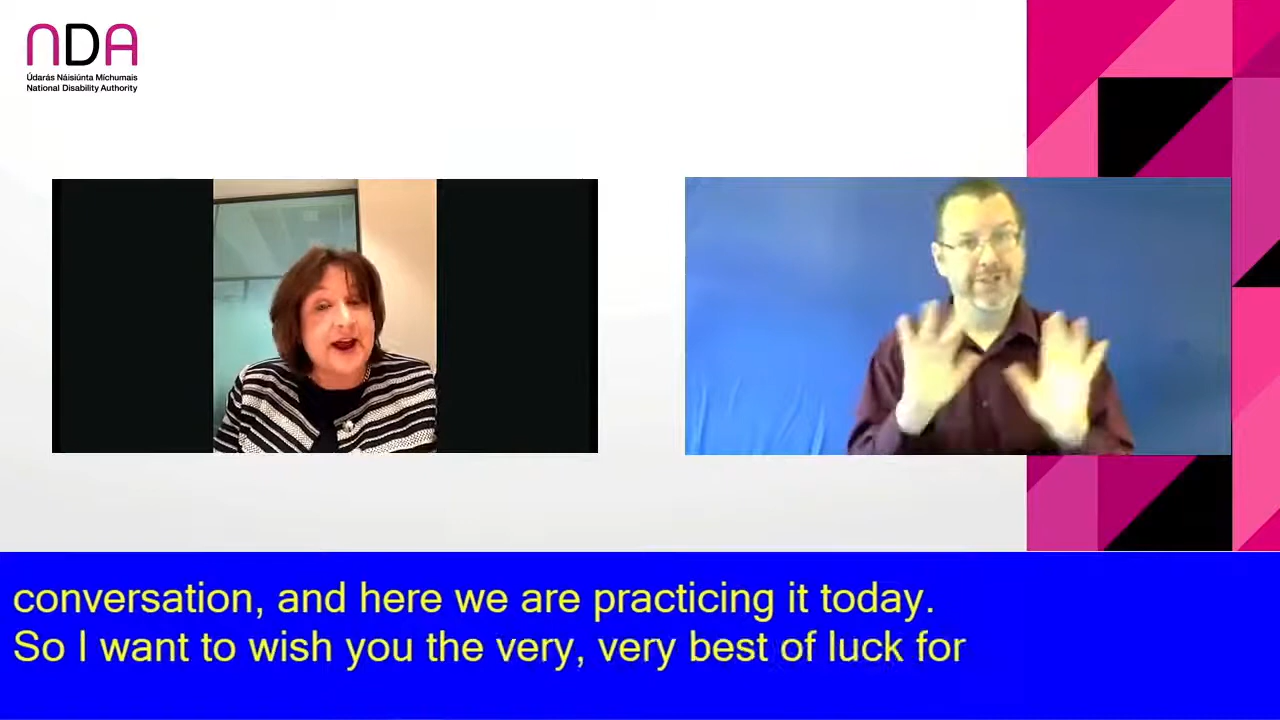 NDA
Údarás Náisiúnta Míchumais
National Disability Authority
conversation, and here we are practicing it today.
So I want to wish you the very, very best of luck for